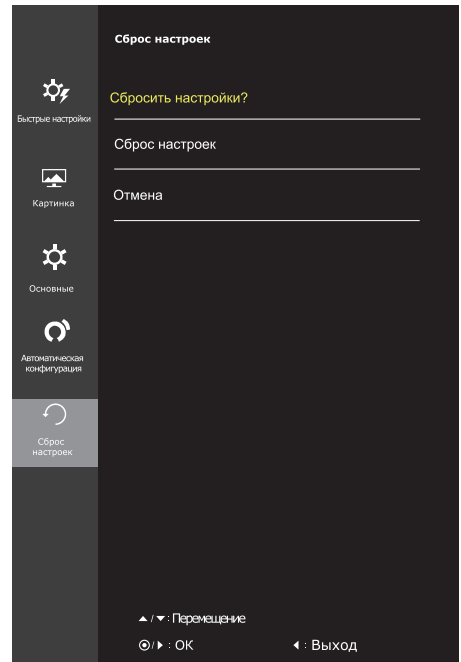 Сброс настроек
Сбросить настройки?
Сброс настроек
Отмена
Быстрые настройки
Картинка
Основные
Автоматическая
конфигурация
Сброс
настроек
▲ / ▼ : Перемещение
◉/▶ : OK ◀ : Выход